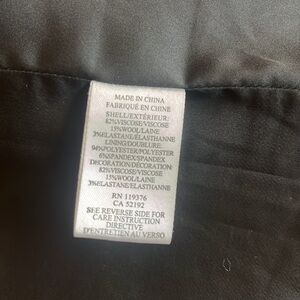 MADE IN CHINA
FABRIQUÉ EN CHINE
SHELL/EXTÉRIEUR:
82%VISCOSE/VISCOSE
15%WOOL/LAINE
3%ELASTANE/ÉLASTHANNE
LINING/DOUBLURE:
94%POLYESTER/POLYESTER
6%SPANDEX/SPANDEX
DECORATION/DÉCORATION:
82%VISCOSE/VISCOSE
15%WOOL/LAINE
3%ELASTANE/ÉLASTHANNE
RN 119376
CA 52192
SEE REVERSE SIDE FOR
CARE INSTRUCTION
DIRECTIVE
D'ENTRETIEN AU VERSO